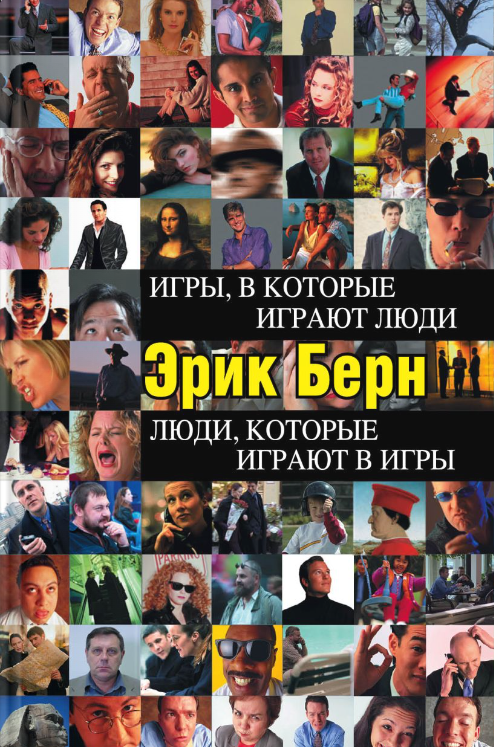 ИГРЫ, В КОТОРЫЕ
ИГРАЮТ ЛЮДИ
Эрик Берн
ЛЮДИ, КОТОРЫЕ
ИГРАЮТ В ИГРЫ